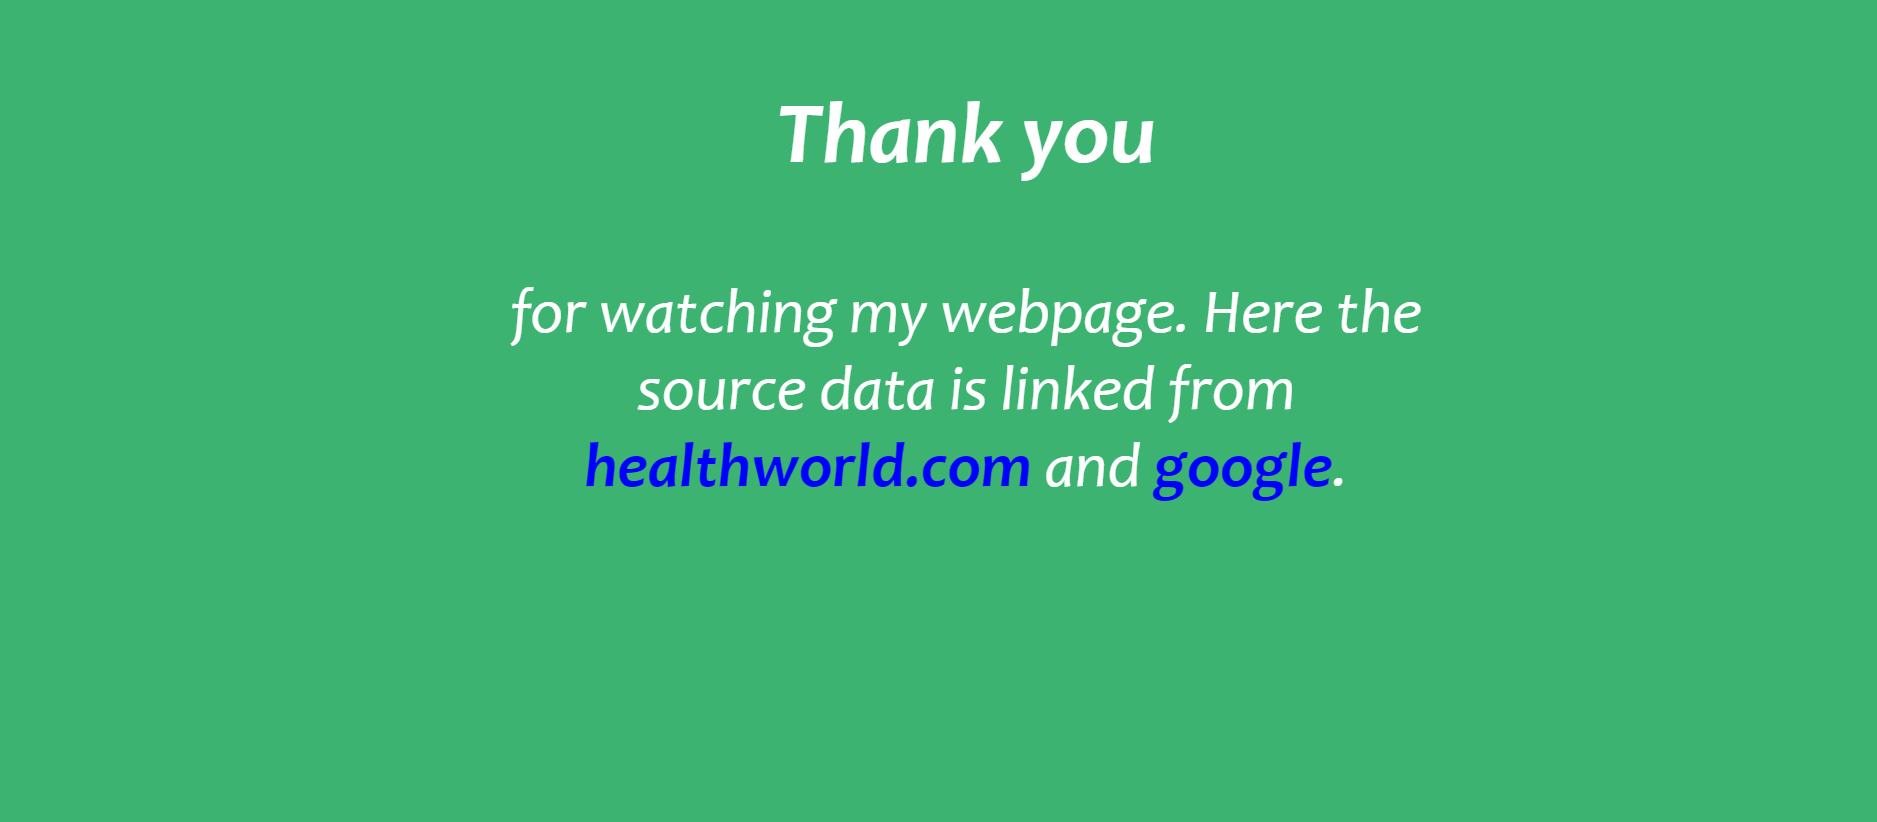 Thank you
for watching my webpage. Here the
source data is linked from
healthworld.com and google.